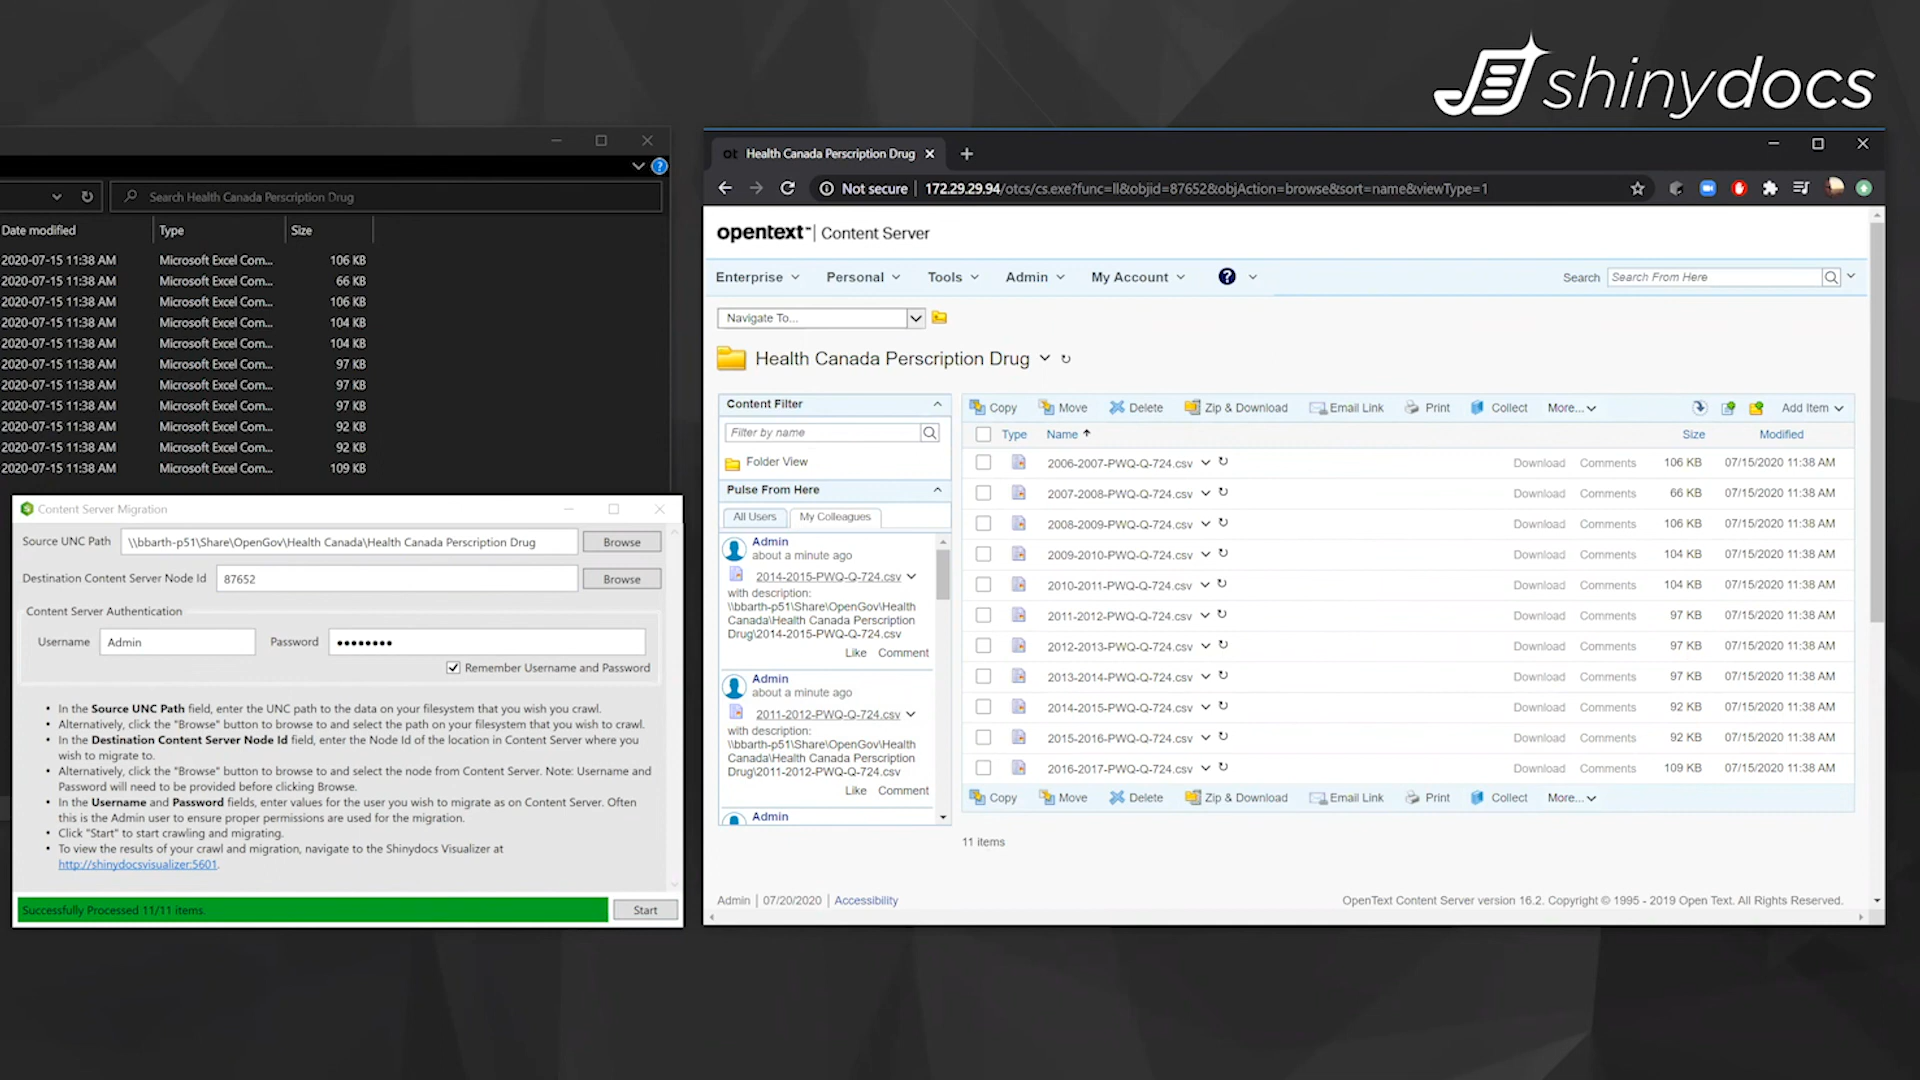 shinydocs
Search Health Canada Perscription Drug
Date modified Type Size
2020-07-15 11:38 AM Microsoft Excel Com... 106 KB
2020-07-15 11:38 AM Microsoft Excel Com... 66 KB
2020-07-15 11:38 AM Microsoft Excel Com... 106 KB
2020-07-15 11:38 AM Microsoft Excel Com... 104 KB
2020-07-15 11:38 AM Microsoft Excel Com... 104 KB
2020-07-15 11:38 AM Microsoft Excel Com... 97 KB
2020-07-15 11:38 AM Microsoft Excel Com... 97 KB
2020-07-15 11:38 AM Microsoft Excel Com... 97 KB
2020-07-15 11:38 AM Microsoft Excel Com... 92 KB
2020-07-15 11:38 AM Microsoft Excel Com... 92 KB
2020-07-15 11:38 AM Microsoft Excel Com... 109 KB
Content Server Migration
Source UNC Path \\bbarth-p51\Share\OpenGov\Health Canada\Health Canada Perscription Drug Browse
Destination Content Server Node Id 87652 Browse
Content Server Authentication
Username Admin Password ••••••••
Remember Username and Password
• In the Source UNC Path field, enter the UNC path to the data on your filesystem that you wish you crawl.
• Alternatively, click the "Browse" button to browse to and select the path on your filesystem that you wish to crawl.
• In the Destination Content Server Node Id field, enter the Node Id of the location in Content Server where you
wish to migrate to.
• Alternatively, click the "Browse" button to browse to and select the node from Content Server. Note: Username and
Password will need to be provided before clicking Browse.
• In the Username and Password fields, enter values for the user you wish to migrate as on Content Server. Often
this is the Admin user to ensure proper permissions are used for the migration.
• Click "Start" to start crawling and migrating.
• To view the results of your crawl and migration, navigate to the Shinydocs Visualizer at
http://shinydocsvisualizer:5601.
Successfully Processed 11/11 items. Start
ot Health Canada Perscription Drug
Not secure 172.29.29.94/otcs/cs.exe?func=ll&objid=87652&objAction=browse&sort=name&viewType=1
opentext™ | Content Server
Enterprise Personal Tools Admin My Account ? Search Search From Here
Navigate To...
Health Canada Perscription Drug
Content Filter
Filter by name
Folder View
Pulse From Here
All Users My Colleagues
Admin
about a minute ago
2014-2015-PWQ-Q-724.csv
with description:
\\bbarth-p51\Share\OpenGov\Health
Canada\Health Canada Perscription
Drug\2014-2015-PWQ-Q-724.csv
Like Comment
Admin
about a minute ago
2011-2012-PWQ-Q-724.csv
with description:
\\bbarth-p51\Share\OpenGov\Health
Canada\Health Canada Perscription
Drug\2011-2012-PWQ-Q-724.csv
Like Comment
Admin
Copy Move Delete Zip & Download Email Link Print Collect More... Add Item
Type Name Size Modified
2006-2007-PWQ-Q-724.csv Download Comments 106 KB 07/15/2020 11:38 AM
2007-2008-PWQ-Q-724.csv Download Comments 66 KB 07/15/2020 11:38 AM
2008-2009-PWQ-Q-724.csv Download Comments 106 KB 07/15/2020 11:38 AM
2009-2010-PWQ-Q-724.csv Download Comments 104 KB 07/15/2020 11:38 AM
2010-2011-PWQ-Q-724.csv Download Comments 104 KB 07/15/2020 11:38 AM
2011-2012-PWQ-Q-724.csv Download Comments 97 KB 07/15/2020 11:38 AM
2012-2013-PWQ-Q-724.csv Download Comments 97 KB 07/15/2020 11:38 AM
2013-2014-PWQ-Q-724.csv Download Comments 97 KB 07/15/2020 11:38 AM
2014-2015-PWQ-Q-724.csv Download Comments 92 KB 07/15/2020 11:38 AM
2015-2016-PWQ-Q-724.csv Download Comments 92 KB 07/15/2020 11:38 AM
2016-2017-PWQ-Q-724.csv Download Comments 109 KB 07/15/2020 11:38 AM
Copy Move Delete Zip & Download Email Link Print Collect More...
11 items
Admin | 07/20/2020 | Accessibility OpenText Content Server version 16.2. Copyright © 1995 - 2019 Open Text. All Rights Reserved.